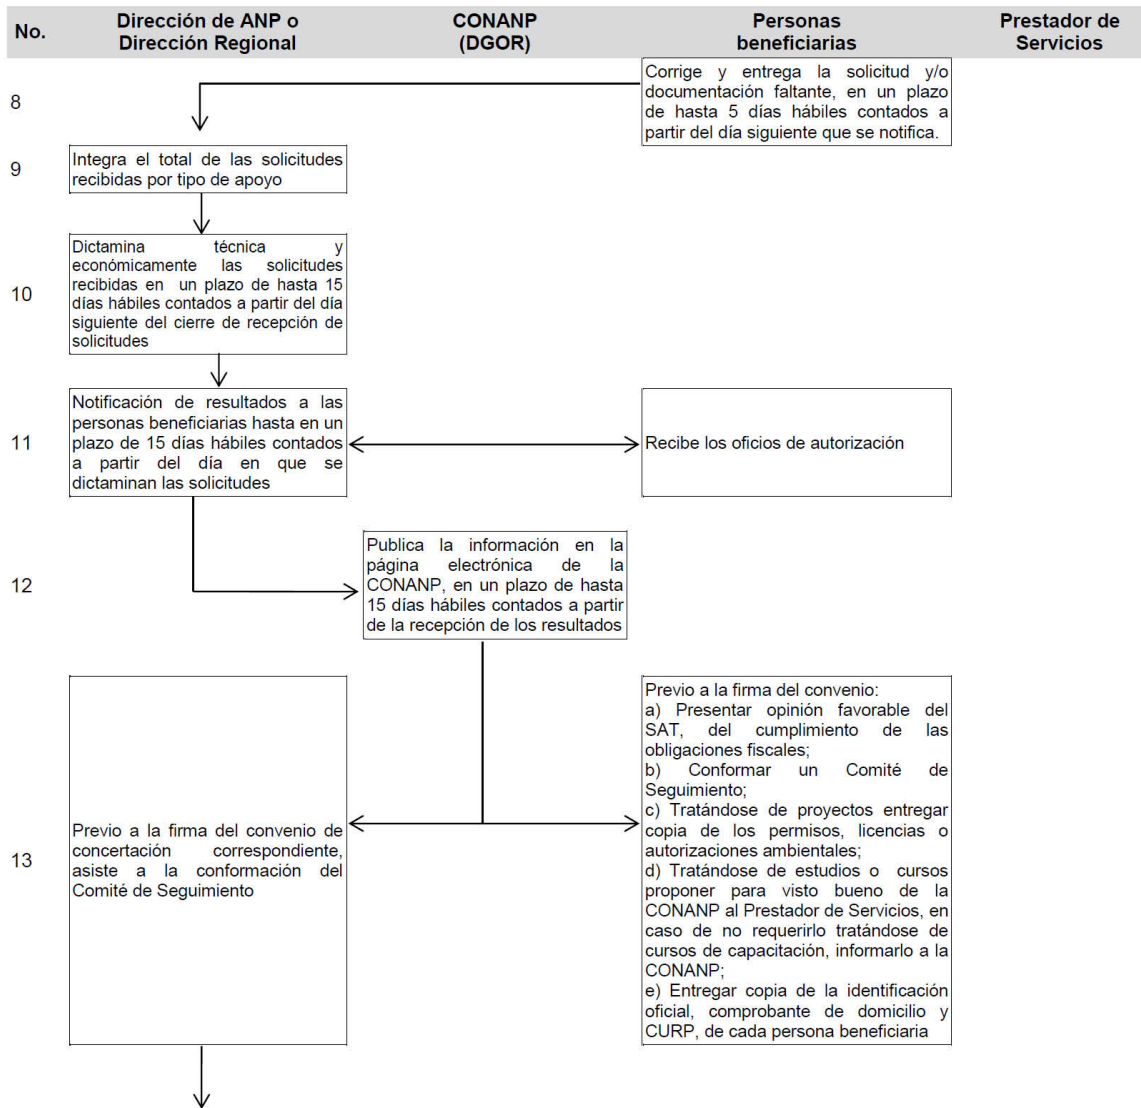 No.
Dirección de ANP o
Dirección Regional
CONANP
(DGOR)
Personas
beneficiarias
Prestador de
Servicios
8
Corrige y entrega la solicitud y/o
documentación faltante, en un plazo
de hasta 5 días hábiles contados a
partir del día siguiente que se notifica.
9
Integra el total de las solicitudes
recibidas por tipo de apoyo
10
Dictamina técnica y
económicamente las solicitudes
recibidas en un plazo de hasta 15
días hábiles contados a partir del día
siguiente del cierre de recepción de
solicitudes
11
Notificación de resultados a las
personas beneficiarias hasta en un
plazo de 15 días hábiles contados
a partir del día en que se
dictaminan las solicitudes
Recibe los oficios de autorización
12
Publica la información en la
página electrónica de la
CONANP, en un plazo de hasta
15 días hábiles contados a partir
de la recepción de los resultados
13
Previo a la firma del convenio de
concertación correspondiente,
asiste a la conformación del
Comité de Seguimiento
Previo a la firma del convenio:
a) Presentar opinión favorable del
SAT, del cumplimiento de las
obligaciones fiscales;
b) Conformar un Comité de
Seguimiento;
c) Tratándose de proyectos entregar
copia de los permisos, licencias o
autorizaciones ambientales;
d) Tratándose de estudios o cursos
proponer para visto bueno de la
CONANP al Prestador de Servicios, en
caso de no requerirlo tratándose de
cursos de capacitación, informarlo a la
CONANP;
e) Entregar copia de la identificación
oficial, comprobante de domicilio y
CURP, de cada persona beneficiaria